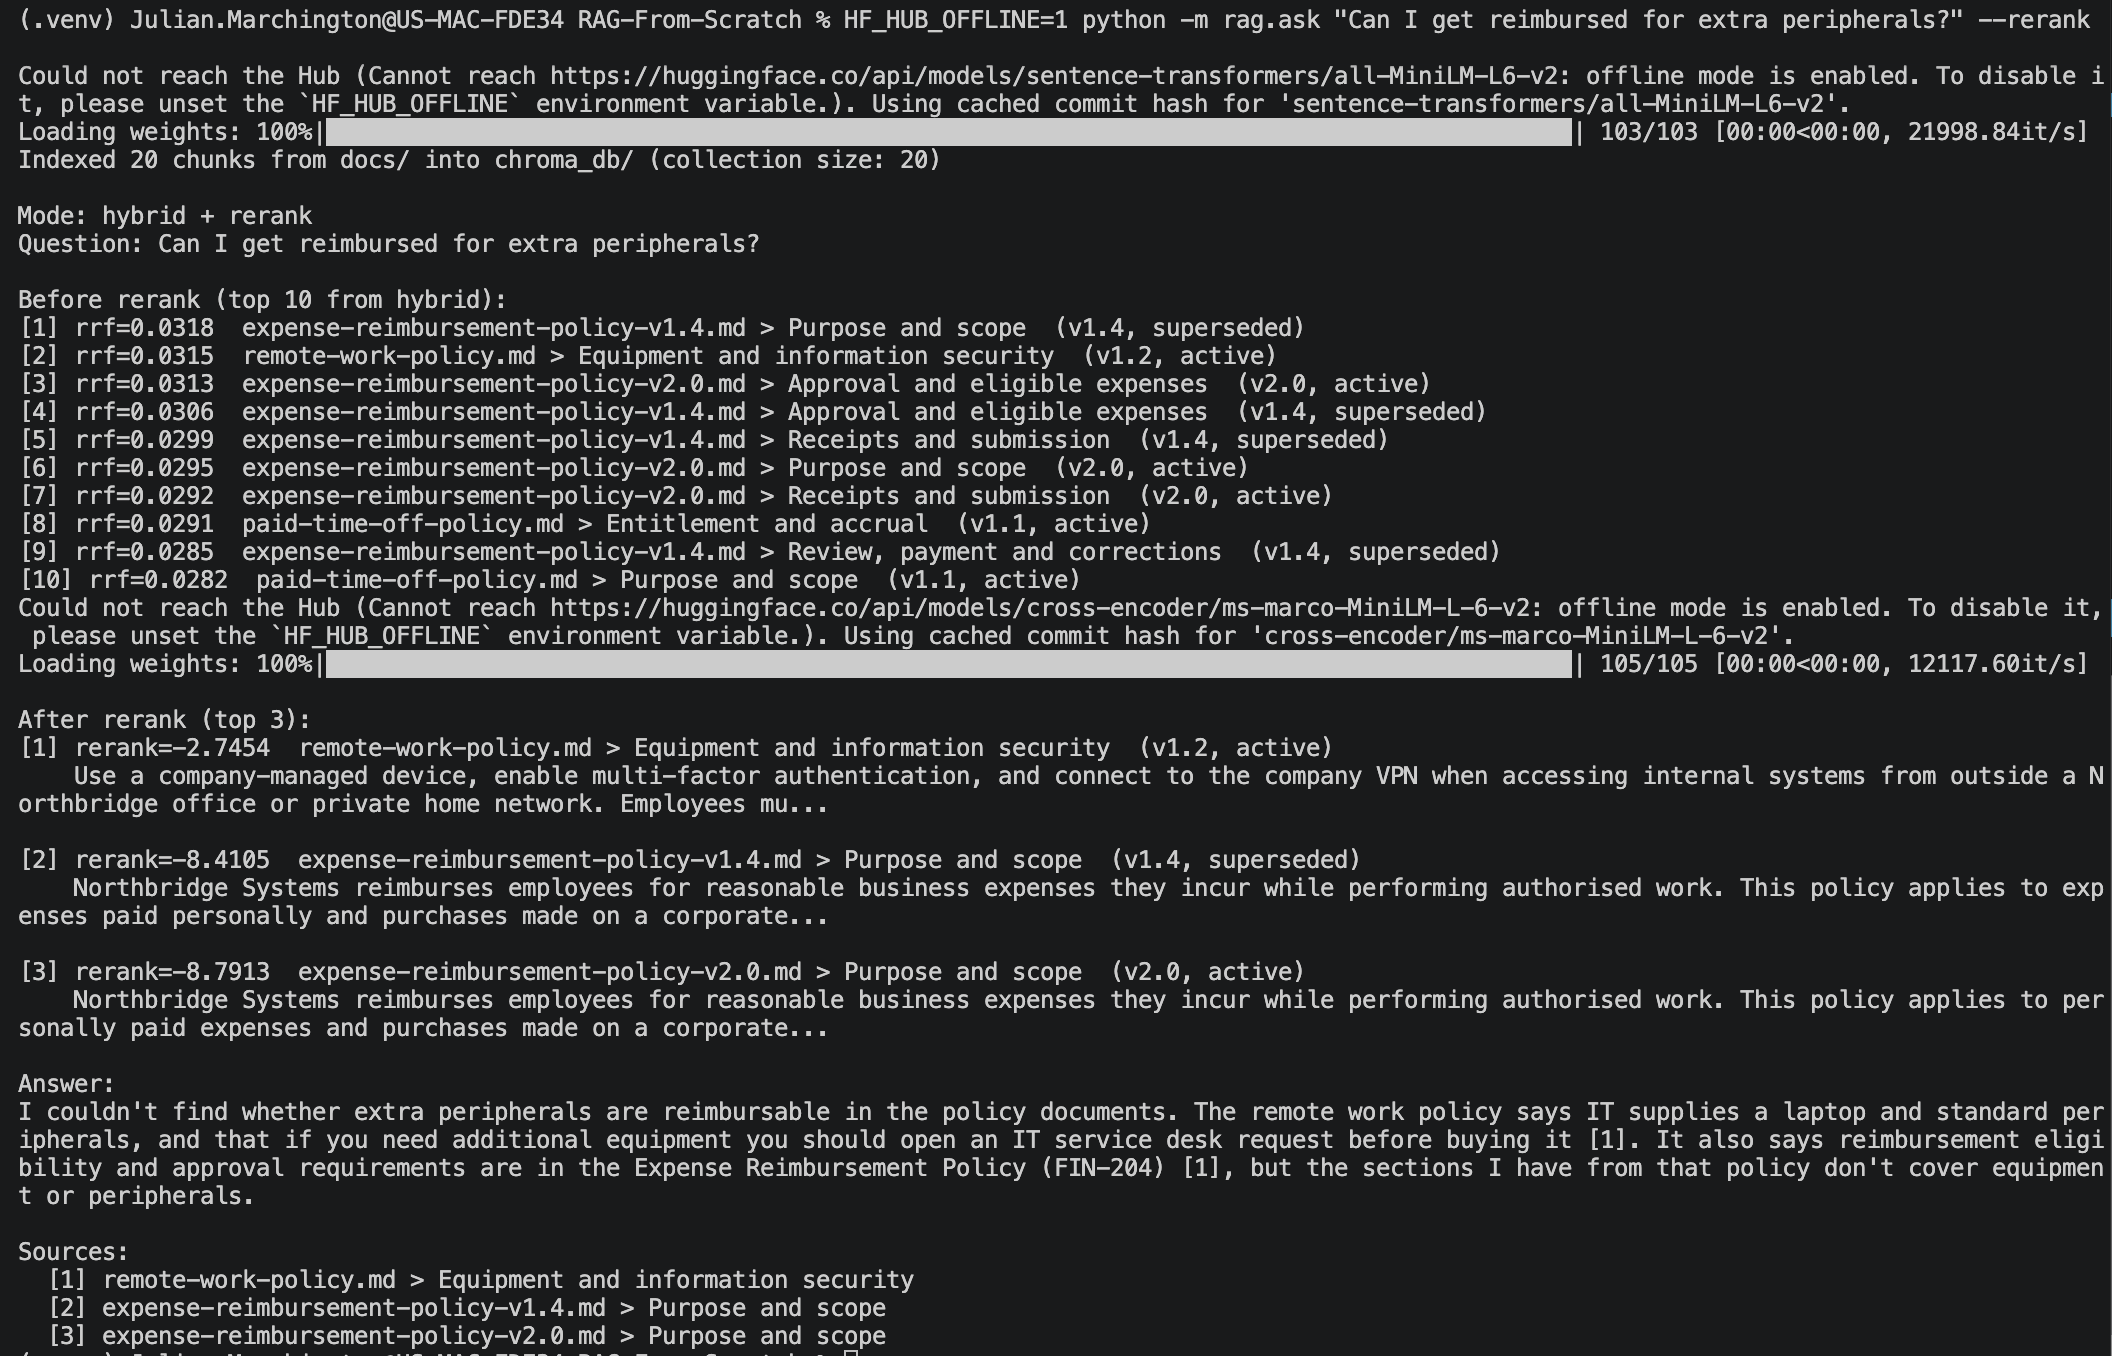 (.venv) Julian.Marchington@US-MAC-FDE34 RAG-From-Scratch % HF_HUB_OFFLINE=1 python -m rag.ask "Can I get reimbursed for extra peripherals?" --rerank
Could not reach the Hub (Cannot reach https://huggingface.co/api/models/sentence-transformers/all-MiniLM-L6-v2: offline mode is enabled. To disable i
t, please unset the `HF_HUB_OFFLINE` environment variable.). Using cached commit hash for 'sentence-transformers/all-MiniLM-L6-v2'.
Loading weights: 100%| | 103/103 [00:00<00:00, 21998.84it/s]
Indexed 20 chunks from docs/ into chroma_db/ (collection size: 20)
Mode: hybrid + rerank
Question: Can I get reimbursed for extra peripherals?
Before rerank (top 10 from hybrid):
[1] rrf=0.0318 expense-reimbursement-policy-v1.4.md > Purpose and scope (v1.4, superseded)
[2] rrf=0.0315 remote-work-policy.md > Equipment and information security (v1.2, active)
[3] rrf=0.0313 expense-reimbursement-policy-v2.0.md > Approval and eligible expenses (v2.0, active)
[4] rrf=0.0306 expense-reimbursement-policy-v1.4.md > Approval and eligible expenses (v1.4, superseded)
[5] rrf=0.0299 expense-reimbursement-policy-v1.4.md > Receipts and submission (v1.4, superseded)
[6] rrf=0.0295 expense-reimbursement-policy-v2.0.md > Purpose and scope (v2.0, active)
[7] rrf=0.0292 expense-reimbursement-policy-v2.0.md > Receipts and submission (v2.0, active)
[8] rrf=0.0291 paid-time-off-policy.md > Entitlement and accrual (v1.1, active)
[9] rrf=0.0285 expense-reimbursement-policy-v1.4.md > Review, payment and corrections (v1.4, superseded)
[10] rrf=0.0282 paid-time-off-policy.md > Purpose and scope (v1.1, active)
Could not reach the Hub (Cannot reach https://huggingface.co/api/models/cross-encoder/ms-marco-MiniLM-L-6-v2: offline mode is enabled. To disable it,
please unset the `HF_HUB_OFFLINE` environment variable.). Using cached commit hash for 'cross-encoder/ms-marco-MiniLM-L-6-v2'.
Loading weights: 100%| | 105/105 [00:00<00:00, 12117.60it/s]
After rerank (top 3):
[1] rerank=-2.7454 remote-work-policy.md > Equipment and information security (v1.2, active)
Use a company-managed device, enable multi-factor authentication, and connect to the company VPN when accessing internal systems from outside a N
orthbridge office or private home network. Employees mu...
[2] rerank=-8.4105 expense-reimbursement-policy-v1.4.md > Purpose and scope (v1.4, superseded)
Northbridge Systems reimburses employees for reasonable business expenses they incur while performing authorised work. This policy applies to exp
enses paid personally and purchases made on a corporate...
[3] rerank=-8.7913 expense-reimbursement-policy-v2.0.md > Purpose and scope (v2.0, active)
Northbridge Systems reimburses employees for reasonable business expenses they incur while performing authorised work. This policy applies to per
sonally paid expenses and purchases made on a corporate...
Answer:
I couldn't find whether extra peripherals are reimbursable in the policy documents. The remote work policy says IT supplies a laptop and standard per
ipherals, and that if you need additional equipment you should open an IT service desk request before buying it [1]. It also says reimbursement eligi
bility and approval requirements are in the Expense Reimbursement Policy (FIN-204) [1], but the sections I have from that policy don't cover equipmen
t or peripherals.
Sources:
[1] remote-work-policy.md > Equipment and information security
[2] expense-reimbursement-policy-v1.4.md > Purpose and scope
[3] expense-reimbursement-policy-v2.0.md > Purpose and scope